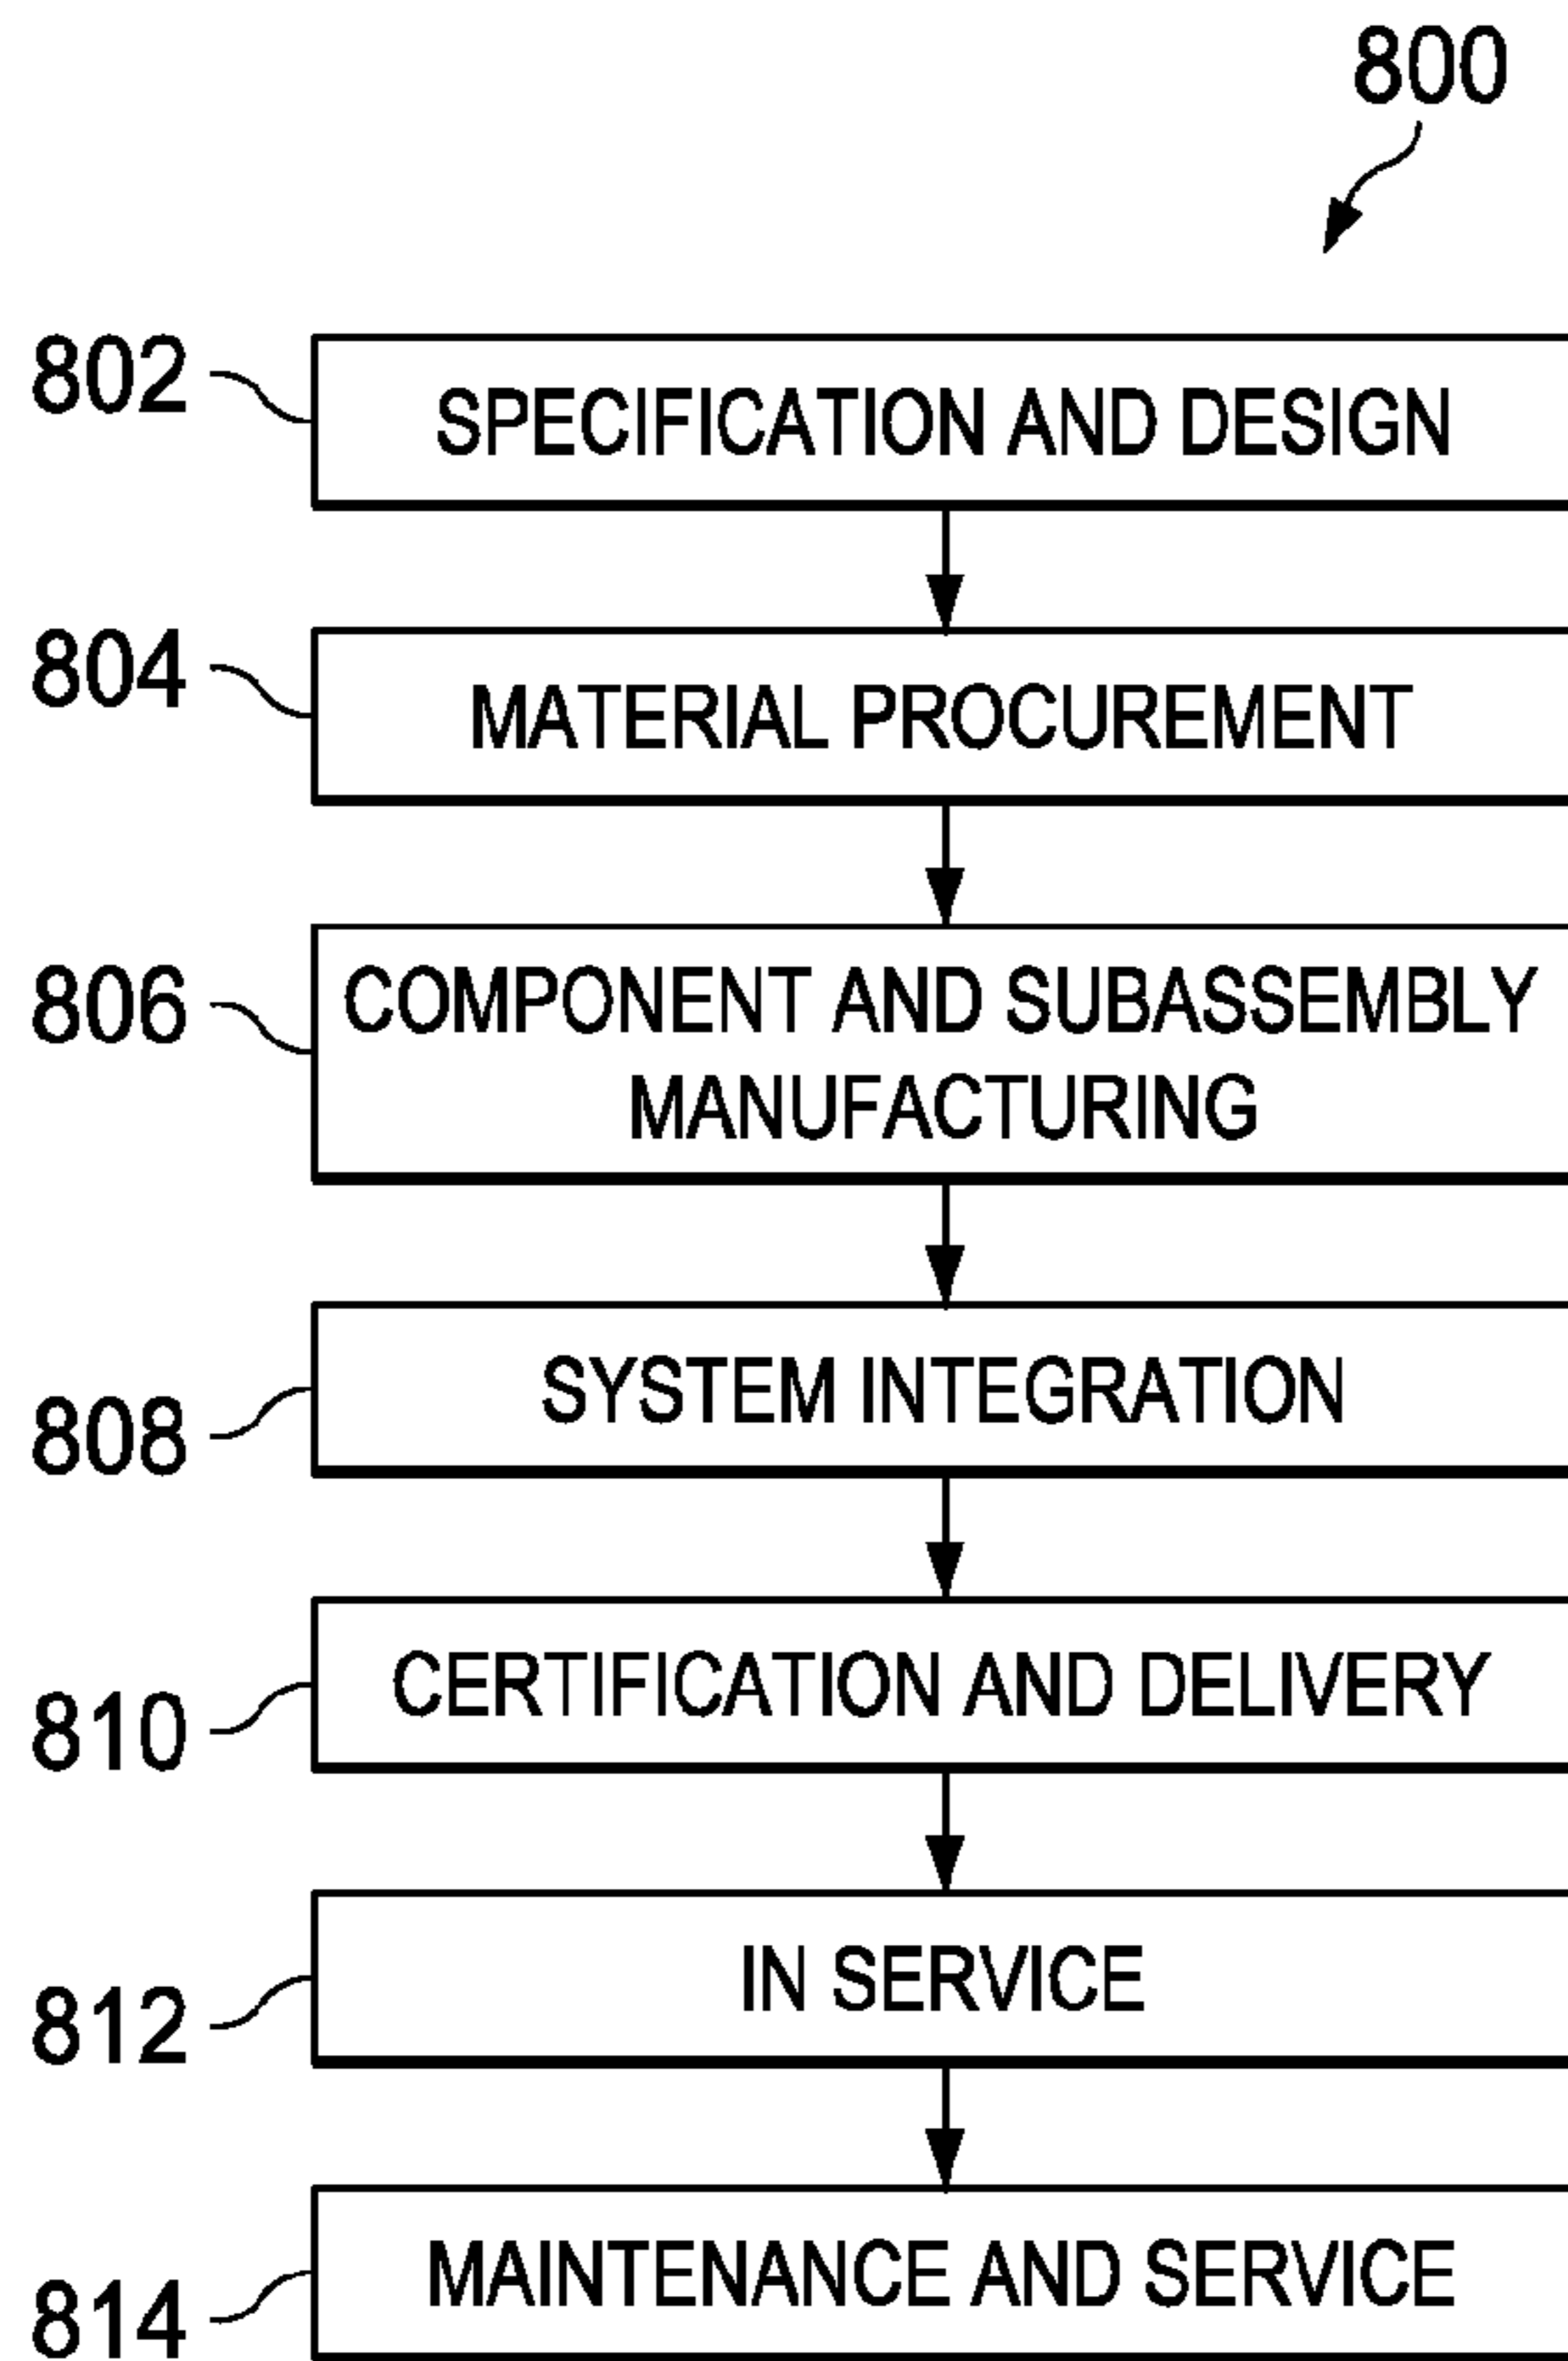 800
802
SPECIFICATION AND DESIGN
804
MATERIAL PROCUREMENT
806
COMPONENT AND SUBASSEMBLY
MANUFACTURING
808
SYSTEM INTEGRATION
810
CERTIFICATION AND DELIVERY
812
IN SERVICE
814
MAINTENANCE AND SERVICE